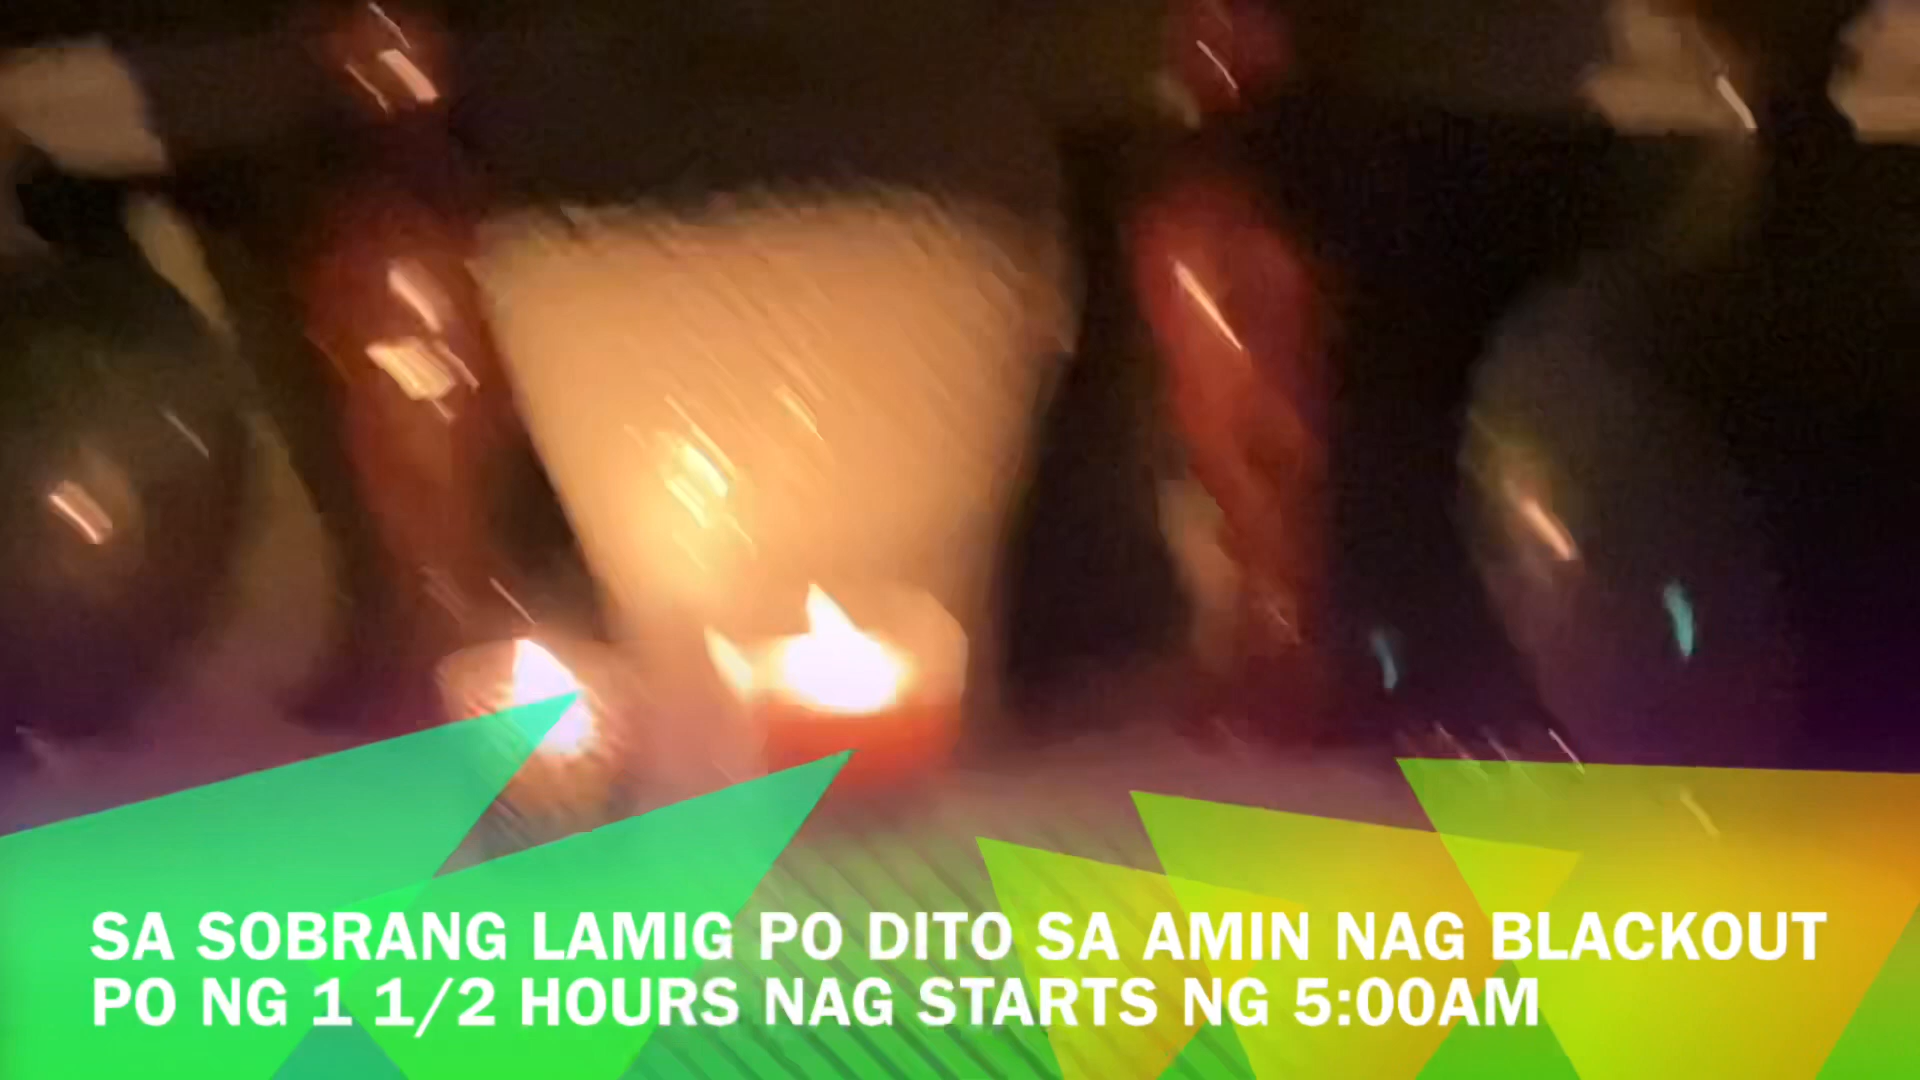 SA SOBRANG LAMIG PO DITO SA AMIN NAG BLACKOUT
PO NG 1 1/2 HOURS NAG STARTS NG 5:00AM